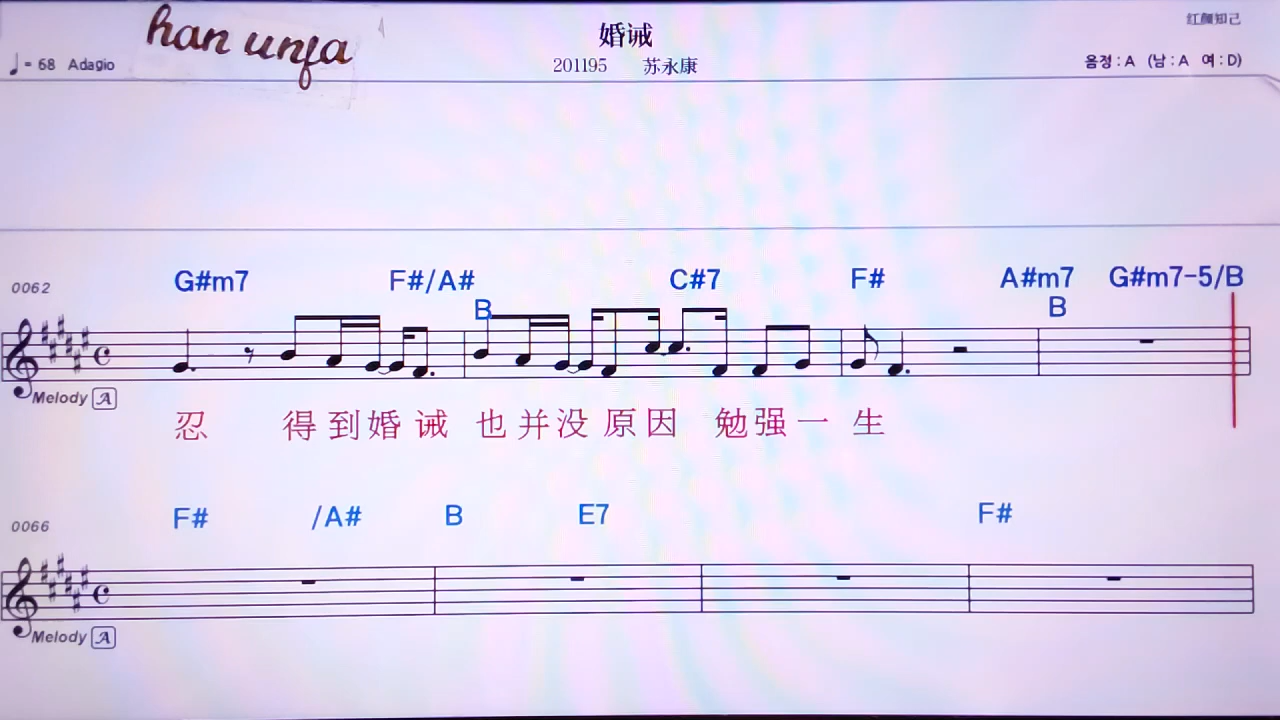 han unfa
婚诫
红颜知己
♩= 68 Adagio
201195 苏永康
음정 : A (남 : A 여 : D)
G#m7 F#/A# C#7 F# A#m7 G#m7-5/B
0062
B B
Melody A
忍 得到婚诫 也并没原因 勉强一生
F# /A# B E7 F#
0066
Melody A